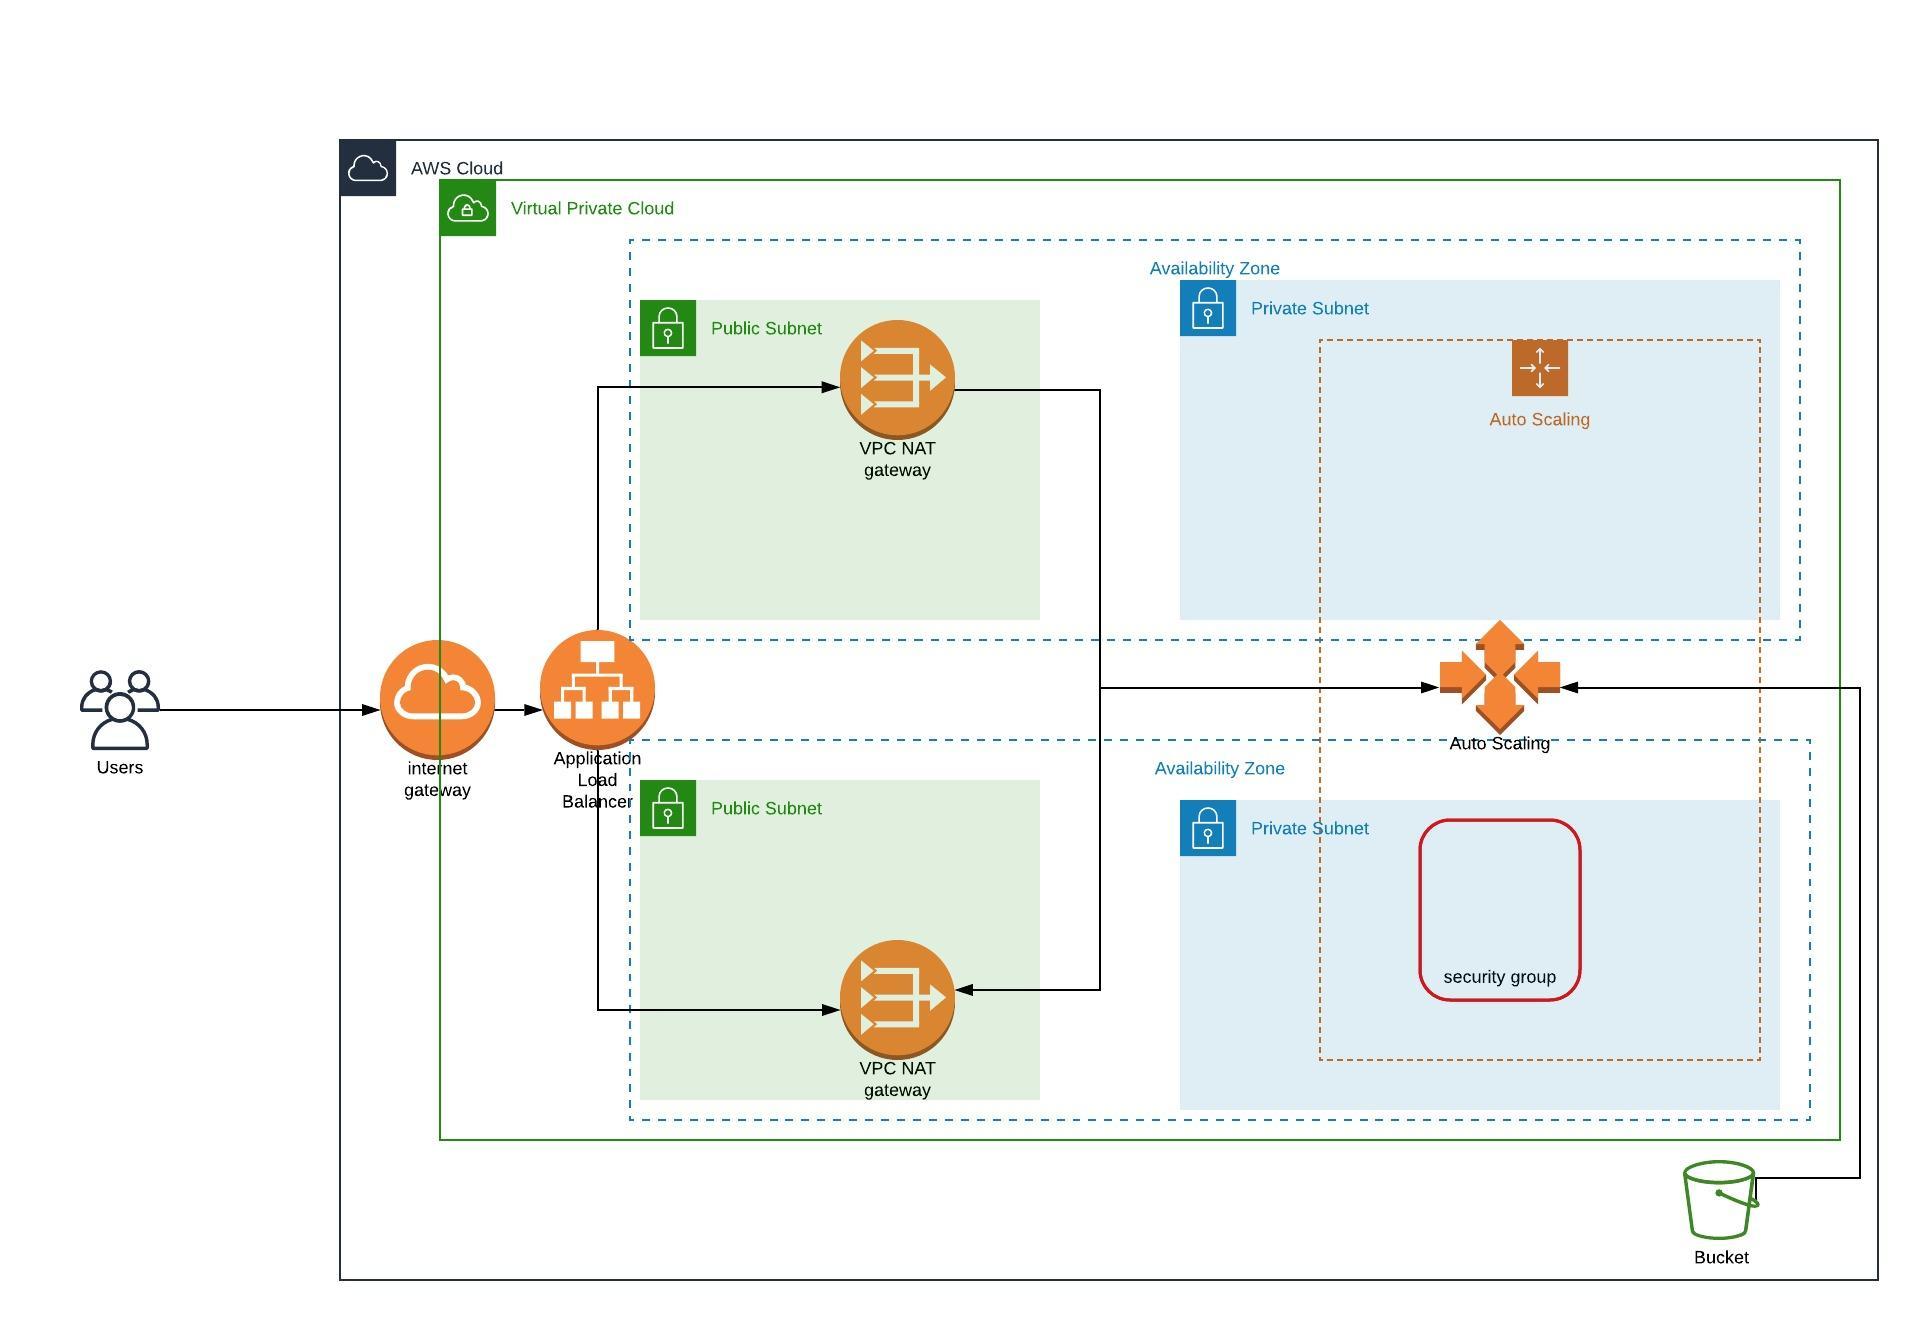 AWS Cloud
Virtual Private Cloud
Availability Zone
Public Subnet
Private Subnet
Auto Scaling
VPC NAT
gateway
Users
internet
gateway
Application
Load
Balancer
Auto Scaling
Availability Zone
Public Subnet
Private Subnet
security group
VPC NAT
gateway
Bucket